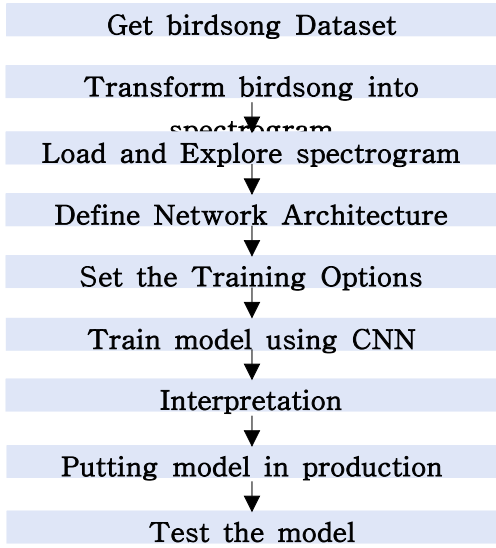 Get birdsong Dataset
Transform birdsong into
spectrogram
Load and Explore spectrogram
Define Network Architecture
Set the Training Options
Train model using CNN
Interpretation
Putting model in production
Test the model